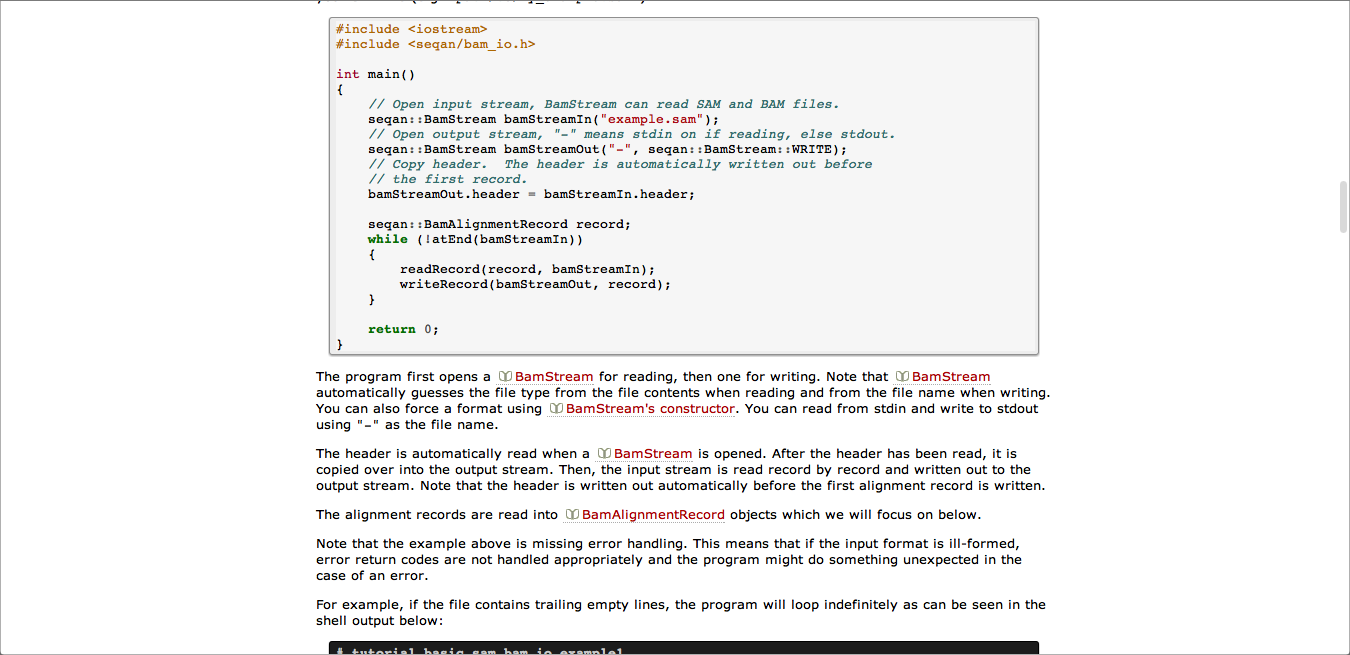 #include <iostream>
#include <seqan/bam_io.h>
int main()
{
// Open input stream, BamStream can read SAM and BAM files.
seqan::BamStream bamStreamIn("example.sam");
// Open output stream, "-" means stdin on if reading, else stdout.
seqan::BamStream bamStreamOut("-", seqan::BamStream::WRITE);
// Copy header.  The header is automatically written out before
// the first record.
bamStreamOut.header = bamStreamIn.header;
seqan::BamAlignmentRecord record;
while (!atEnd(bamStreamIn))
{
readRecord(record, bamStreamIn);
writeRecord(bamStreamOut, record);
}
return 0;
}
The program first opens a BamStream for reading, then one for writing. Note that BamStream
automatically guesses the file type from the file contents when reading and from the file name when writing.
You can also force a format using BamStream's constructor. You can read from stdin and write to stdout
using "-" as the file name.
The header is automatically read when a BamStream is opened. After the header has been read, it is
copied over into the output stream. Then, the input stream is read record by record and written out to the
output stream. Note that the header is written out automatically before the first alignment record is written.
The alignment records are read into BamAlignmentRecord objects which we will focus on below.
Note that the example above is missing error handling. This means that if the input format is ill-formed,
error return codes are not handled appropriately and the program might do something unexpected in the
case of an error.
For example, if the file contains trailing empty lines, the program will loop indefinitely as can be seen in the
shell output below:
# tutorial_basic_sam_bam_io_example1